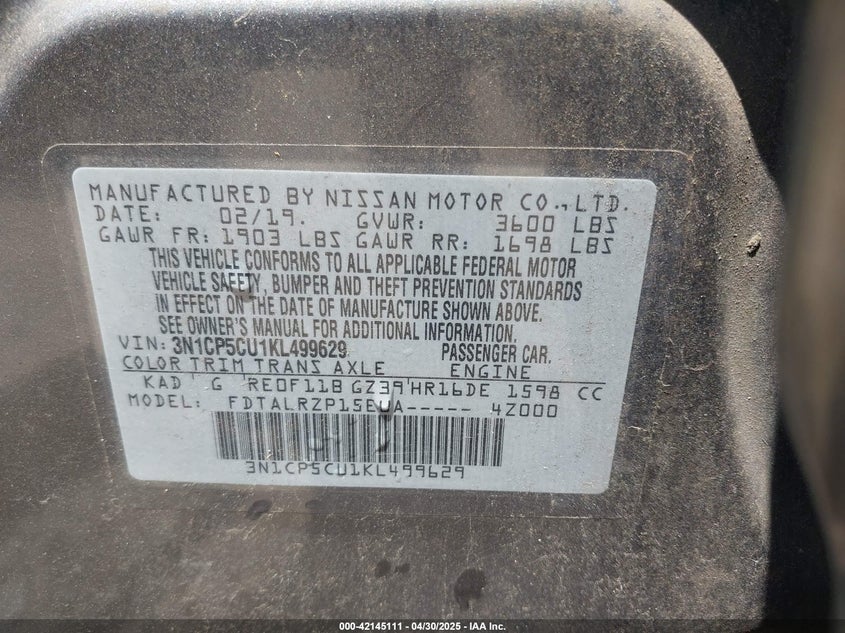 MANUFACTURED BY NISSAN MOTOR CO., LTD.
DATE: 02/19. GVWR: 3600 LBS
GAWR FR: 1903 LBS GAWR RR: 1698 LBS
THIS VEHICLE CONFORMS TO ALL APPLICABLE FEDERAL MOTOR
VEHICLE SAFETY, BUMPER AND THEFT PREVENTION STANDARDS
IN EFFECT ON THE DATE OF MANUFACTURE SHOWN ABOVE.
SEE OWNER'S MANUAL FOR ADDITIONAL INFORMATION.
VIN: 3N1CP5CU1KL499629 PASSENGER CAR.
COLOR TRIM TRANS AXLE ENGINE
KAD G RE0F11B GZ39 HR16DE 1598 CC
MODEL: FDTALRZP15EUA----- 4Z000
3N1CP5CU1KL499629
000-42145111 - 04/30/2025 - IAA Inc.